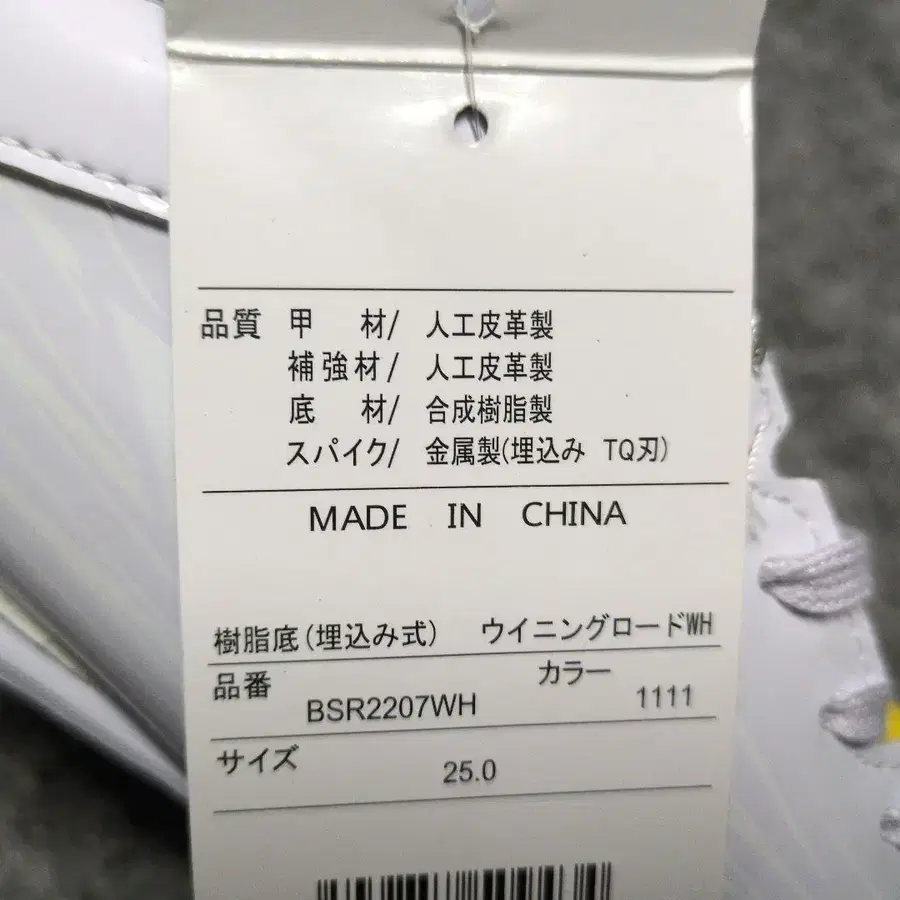 品質 甲 材/ 人工皮革製
補強材/ 人工皮革製
底 材/ 合成樹脂製
スパイク/ 金属製(埋込み TQ刃)
MADE IN CHINA
樹脂底(埋込み式) ウイニングロードWH
品番 BSR2207WH カラー 1111
サイズ 25.0